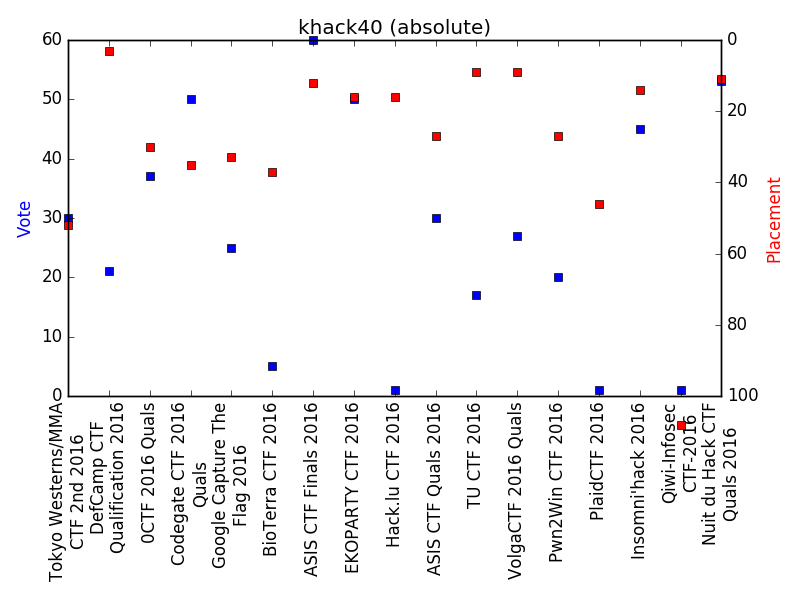 khack40 (absolute)
60
50
40
30
20
10
0
Vote
0
20
40
60
80
100
Placement
Tokyo Westerns/MMA
CTF 2nd 2016
DefCamp CTF
Qualification 2016
0CTF 2016 Quals
Codegate CTF 2016
Quals
Google Capture The
Flag 2016
BioTerra CTF 2016
ASIS CTF Finals 2016
EKOPARTY CTF 2016
Hack.lu CTF 2016
ASIS CTF Quals 2016
TU CTF 2016
VolgaCTF 2016 Quals
Pwn2Win CTF 2016
PlaidCTF 2016
Insomni'hack 2016
Qiwi-Infosec
CTF-2016
Nuit du Hack CTF
Quals 2016